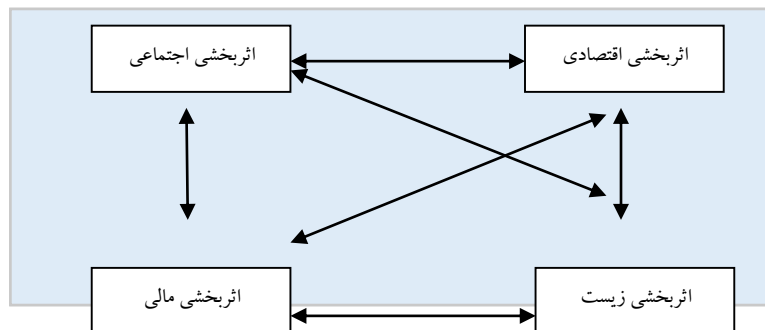 اثربخشی اقتصادی
اثربخشی اجتماعی
اثربخشی زیست
اثربخشی مالی